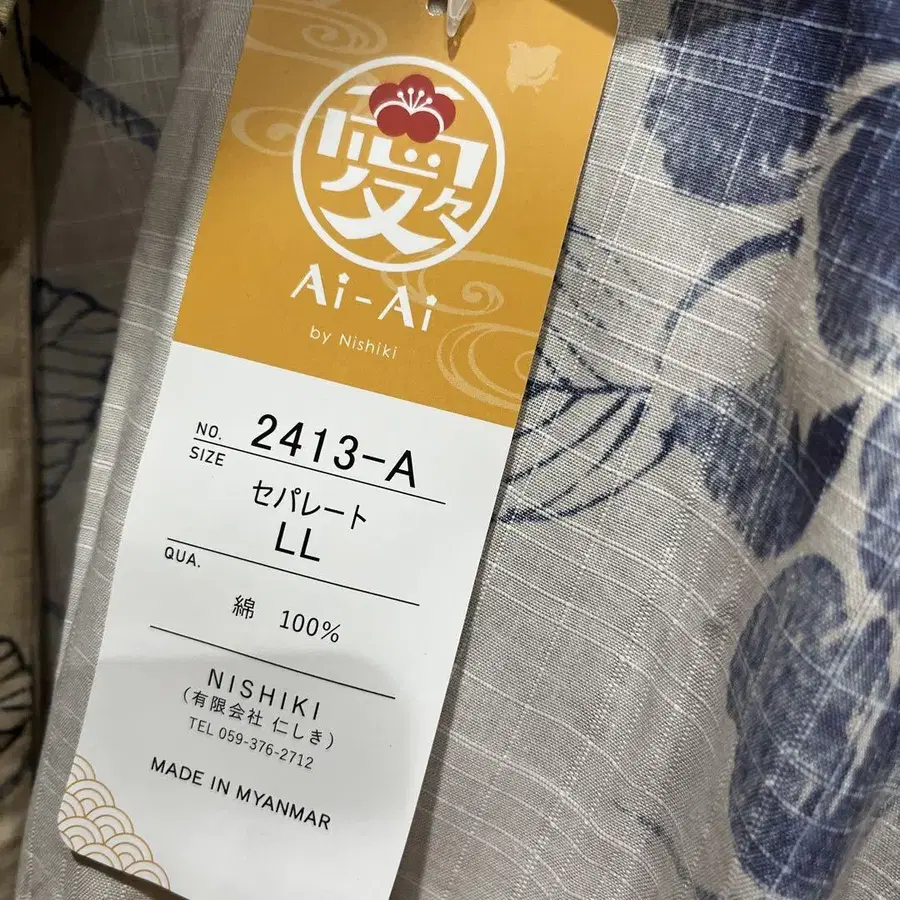 愛々
Ai-Ai
by Nishiki
NO. 2413-A
SIZE
セパレート
LL
QUA.
綿 100%
NISHIKI
(有限会社 仁しき)
TEL 059-376-2712
MADE IN MYANMAR